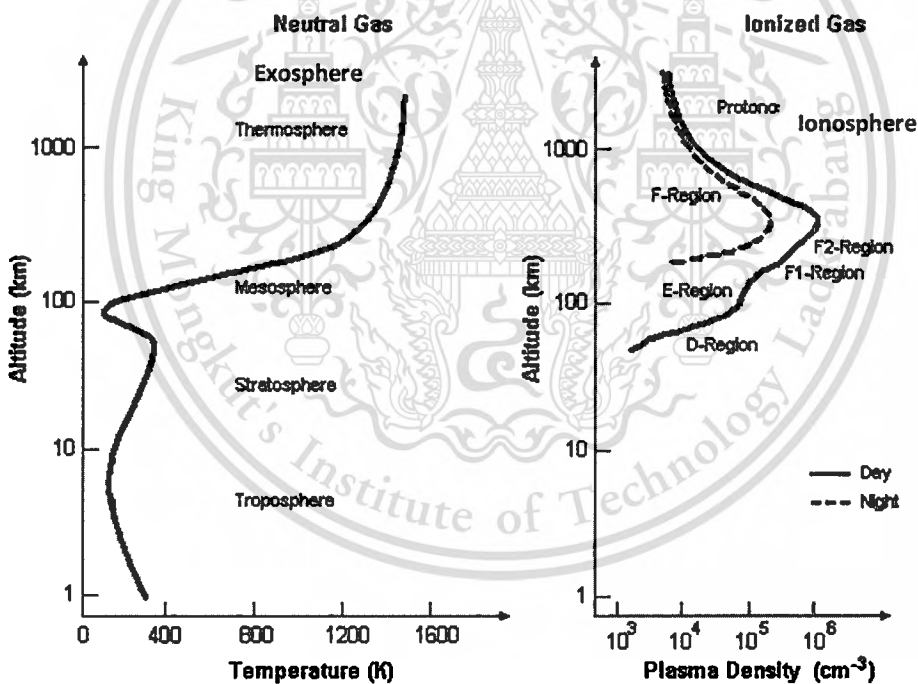 Neutral Gas
Exosphere
Thermosphere
Mesosphere
Stratosphere
Troposphere
Altitude (km)
1000
100
10
1
0 400 800 1200 1600
Temperature (K)
Ionized Gas
Protons
Ionosphere
F-Region
F2-Region
F1-Region
E-Region
D-Region
Altitude (km)
1000
100
10
1
Day
Night
10³ 10⁴ 10⁵ 10⁶
Plasma Density (cm⁻³)
King Mongkut's Institute of Technology Ladkrabang